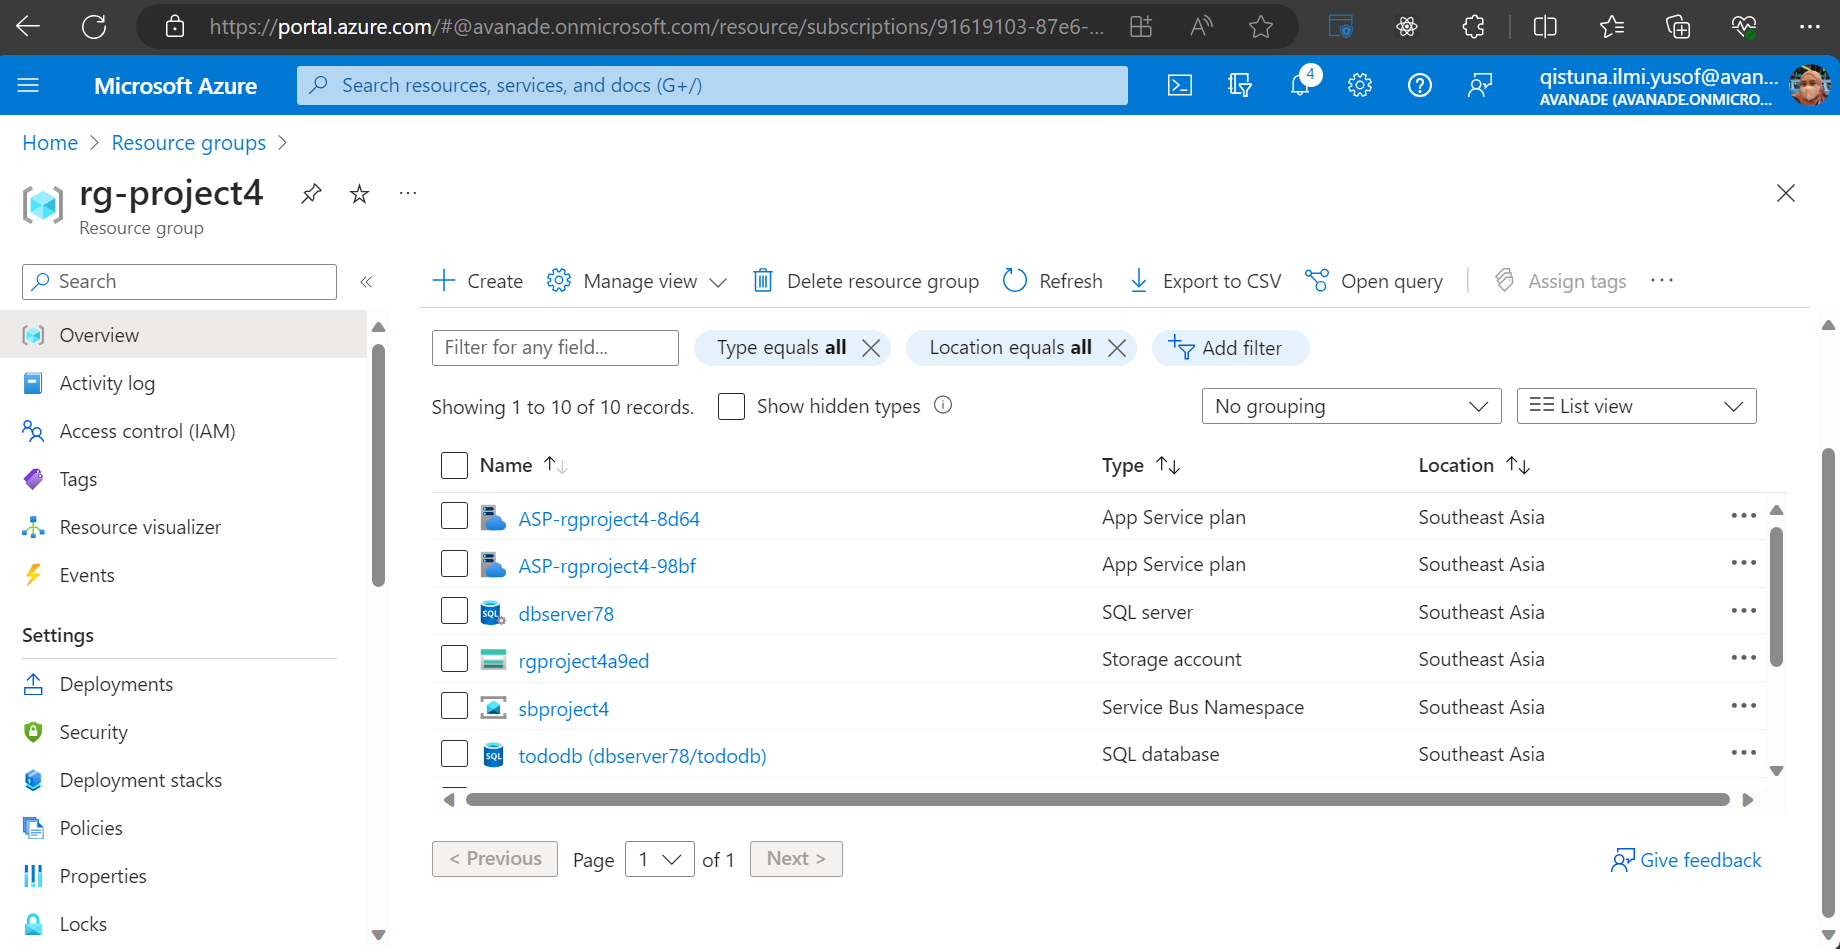 https://portal.azure.com/#@avanade.onmicrosoft.com/resource/subscriptions/91619103-87e6-...
Microsoft Azure
Search resources, services, and docs (G+/)
4
qistuna.ilmi.yusof@avan...
AVANADE (AVANADE.ONMICRO...
Home > Resource groups >
rg-project4
Resource group
Search
Overview
Activity log
Access control (IAM)
Tags
Resource visualizer
Events
Settings
Deployments
Security
Deployment stacks
Policies
Properties
Locks
Create Manage view Delete resource group Refresh Export to CSV Open query Assign tags
Filter for any field... Type equals all Location equals all Add filter
Showing 1 to 10 of 10 records. Show hidden types No grouping List view
Name Type Location
ASP-rgproject4-8d64 App Service plan Southeast Asia
ASP-rgproject4-98bf App Service plan Southeast Asia
dbserver78 SQL server Southeast Asia
rgproject4a9ed Storage account Southeast Asia
sbproject4 Service Bus Namespace Southeast Asia
tododb (dbserver78/tododb) SQL database Southeast Asia
< Previous Page 1 of 1 Next >
Give feedback